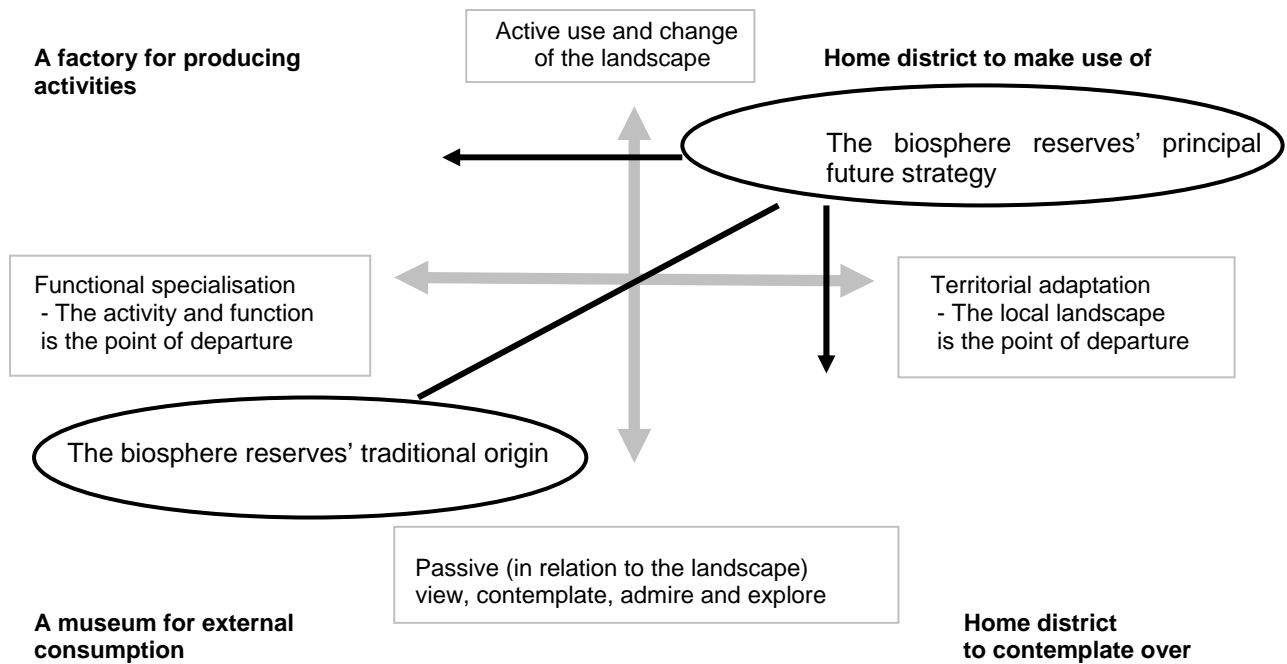 Active use and change
of the landscape
A factory for producing
activities
Home district to make use of
The biosphere reserves’ principal
future strategy
Functional specialisation
- The activity and function
is the point of departure
Territorial adaptation
- The local landscape
is the point of departure
The biosphere reserves’ traditional origin
Passive (in relation to the landscape)
view, contemplate, admire and explore
A museum for external
consumption
Home district
to contemplate over